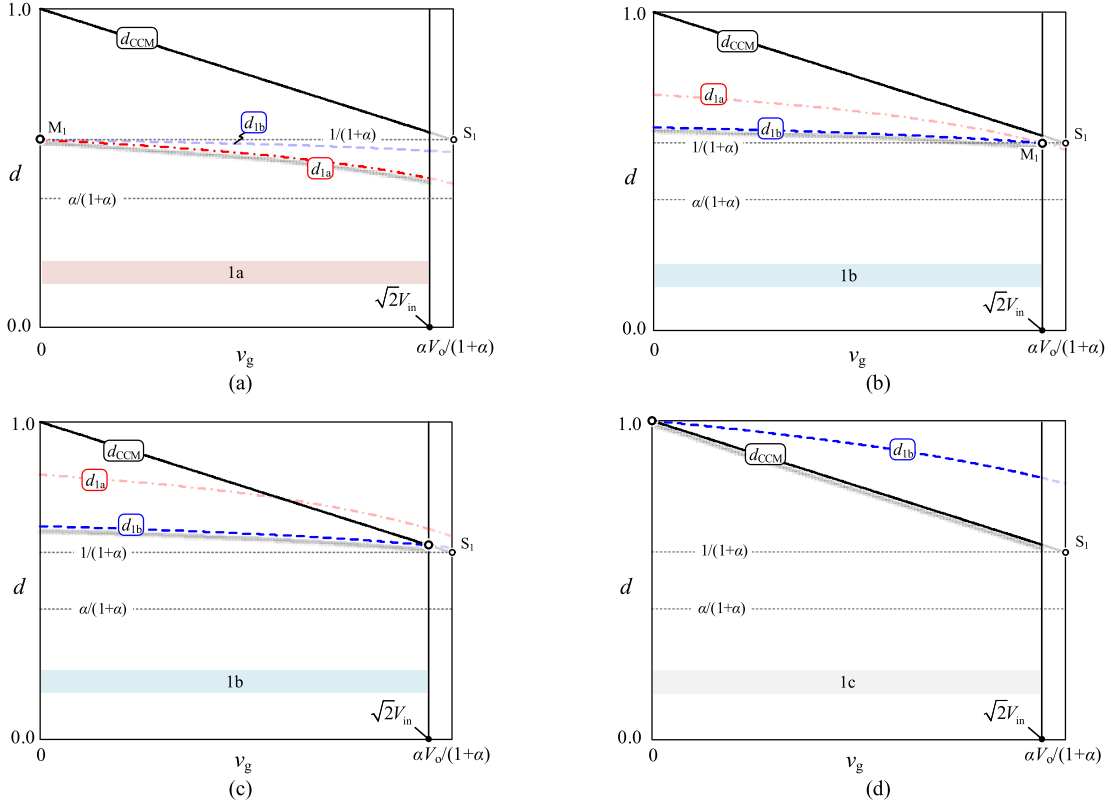 1.0
d_CCM
d_1b
M_1
1/(1+α)
S_1
d
d_1a
α/(1+α)
1a
√2V_in
0.0
0
v_g
αV_o/(1+α)
(a)
1.0
d_CCM
d_1a
d_1b
S_1
1/(1+α)
M_1
d
α/(1+α)
1b
√2V_in
0.0
0
v_g
αV_o/(1+α)
(b)
1.0
d_CCM
d_1a
d_1b
S_1
1/(1+α)
d
α/(1+α)
1b
√2V_in
0.0
0
v_g
αV_o/(1+α)
(c)
1.0
d_CCM
d_1b
S_1
1/(1+α)
d
α/(1+α)
1c
√2V_in
0.0
0
v_g
αV_o/(1+α)
(d)